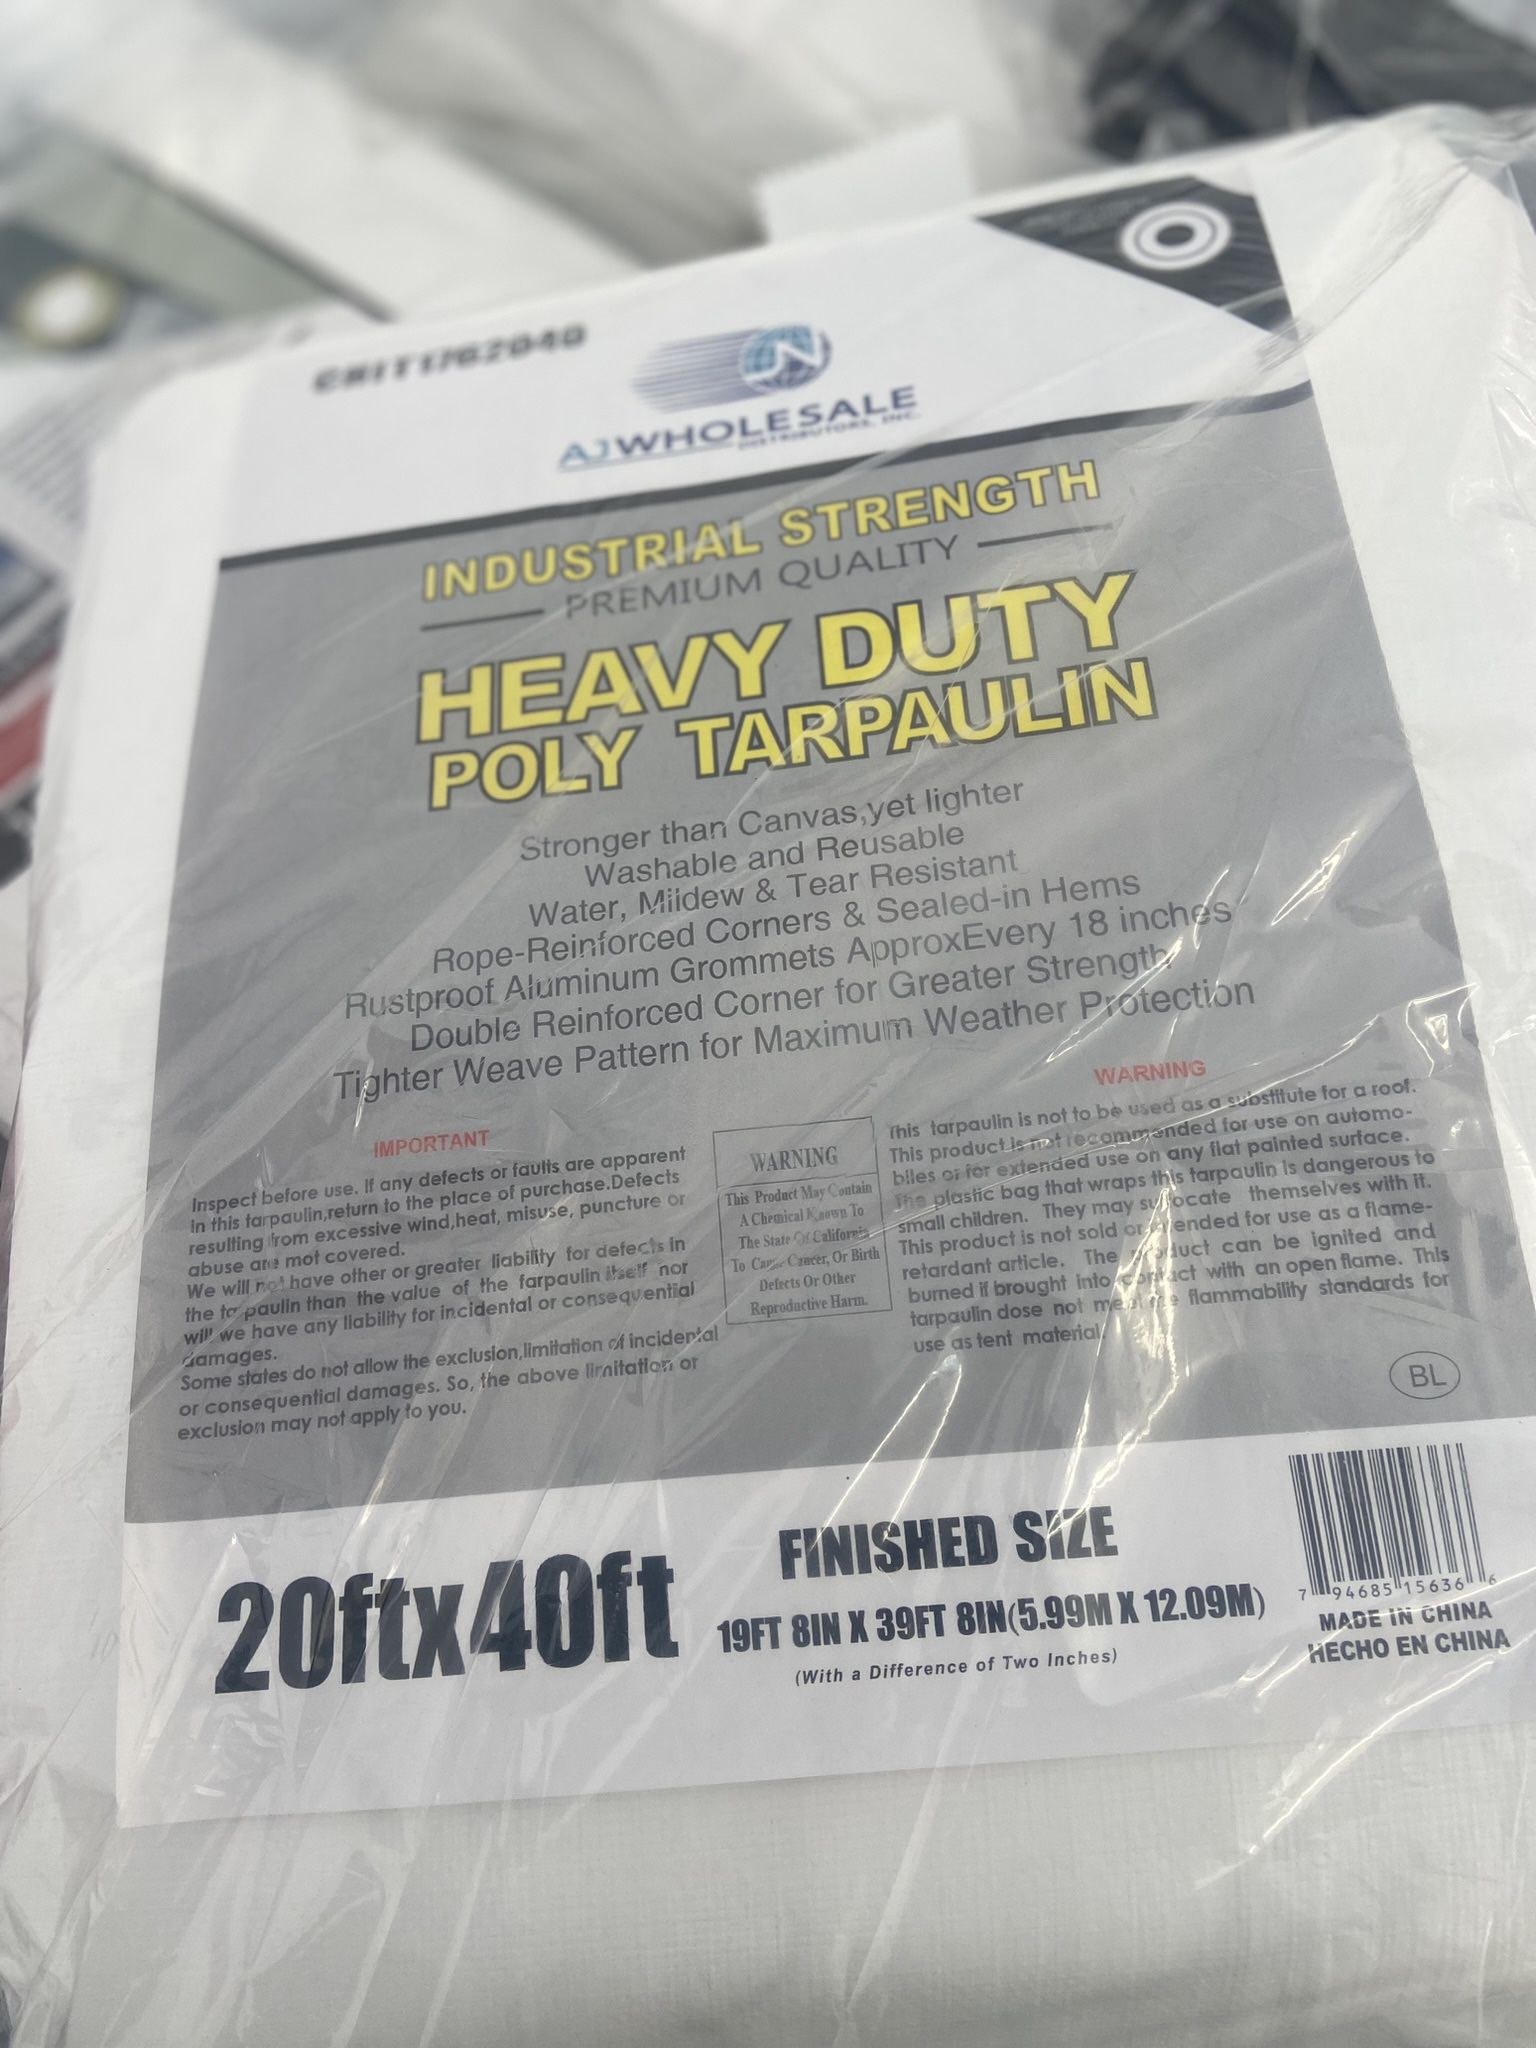 AJWHOLESALE
DISTRIBUTORS, INC.
INDUSTRIAL STRENGTH
PREMIUM QUALITY
HEAVY DUTY
POLY TARPAULIN
Stronger than Canvas,yet lighter
Washable and Reusable
Water, Mildew & Tear Resistant
Rope-Reinforced Corners & Sealed-in Hems
Rustproof Aluminum Grommets ApproxEvery 18 inches
Double Reinforced Corner for Greater Strength
Tighter Weave Pattern for Maximum Weather Protection
IMPORTANT
Inspect before use. If any defects or faults are apparent
in this tarpaulin,return to the place of purchase.Defects
resulting from excessive wind,heat, misuse, puncture or
abuse are mot covered.
We will not have other or greater liability for defects in
the tarpaulin than the value of the farpaulin itself nor
will we have any liability for incidental or consequential
damages.
Some states do not allow the exclusion,limitation of incidental
or consequential damages. So, the above limitation or
exclusion may not apply to you.
WARNING
This Product May Contain
A Chemical Known To
The State Of California
To Cause Cancer, Or Birth
Defects Or Other
Reproductive Harm.
WARNING
This tarpaulin is not to be used as a substitute for a roof.
This product is not recommended for use on automo-
biles or for extended use on any flat painted surface.
The plastic bag that wraps this tarpaulin is dangerous to
small children. They may suffocate themselves with it.
This product is not sold or intended for use as a flame-
retardant article. The product can be ignited and
burned if brought into contact with an open flame. This
tarpaulin dose not meet the flammability standards for
use as tent material.
BL
20ftx40ft
FINISHED SIZE
19FT 8IN X 39FT 8IN(5.99M X 12.09M)
(With a Difference of Two Inches)
7 94685 15636 6
MADE IN CHINA
HECHO EN CHINA